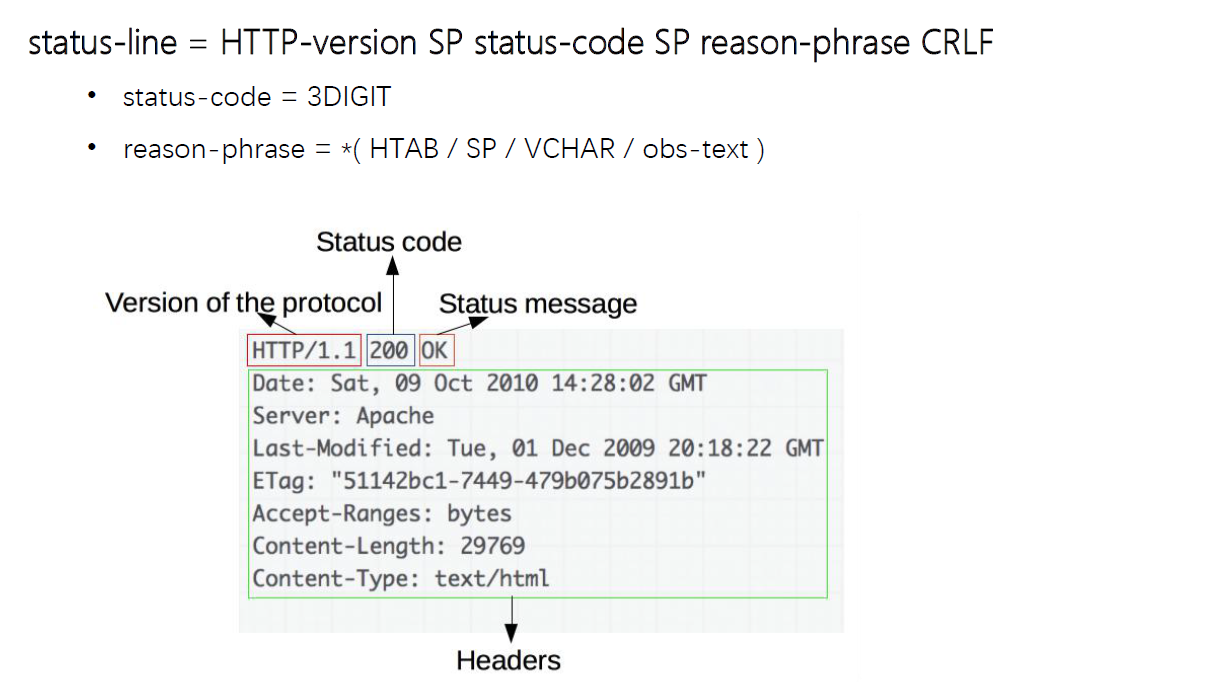 status-line = HTTP-version SP status-code SP reason-phrase CRLF
• status-code = 3DIGIT
• reason-phrase = *( HTAB / SP / VCHAR / obs-text )
Status code
Version of the protocol
Status message
HTTP/1.1 200 OK
Date: Sat, 09 Oct 2010 14:28:02 GMT
Server: Apache
Last-Modified: Tue, 01 Dec 2009 20:18:22 GMT
ETag: "51142bc1-7449-479b075b2891b"
Accept-Ranges: bytes
Content-Length: 29769
Content-Type: text/html
Headers